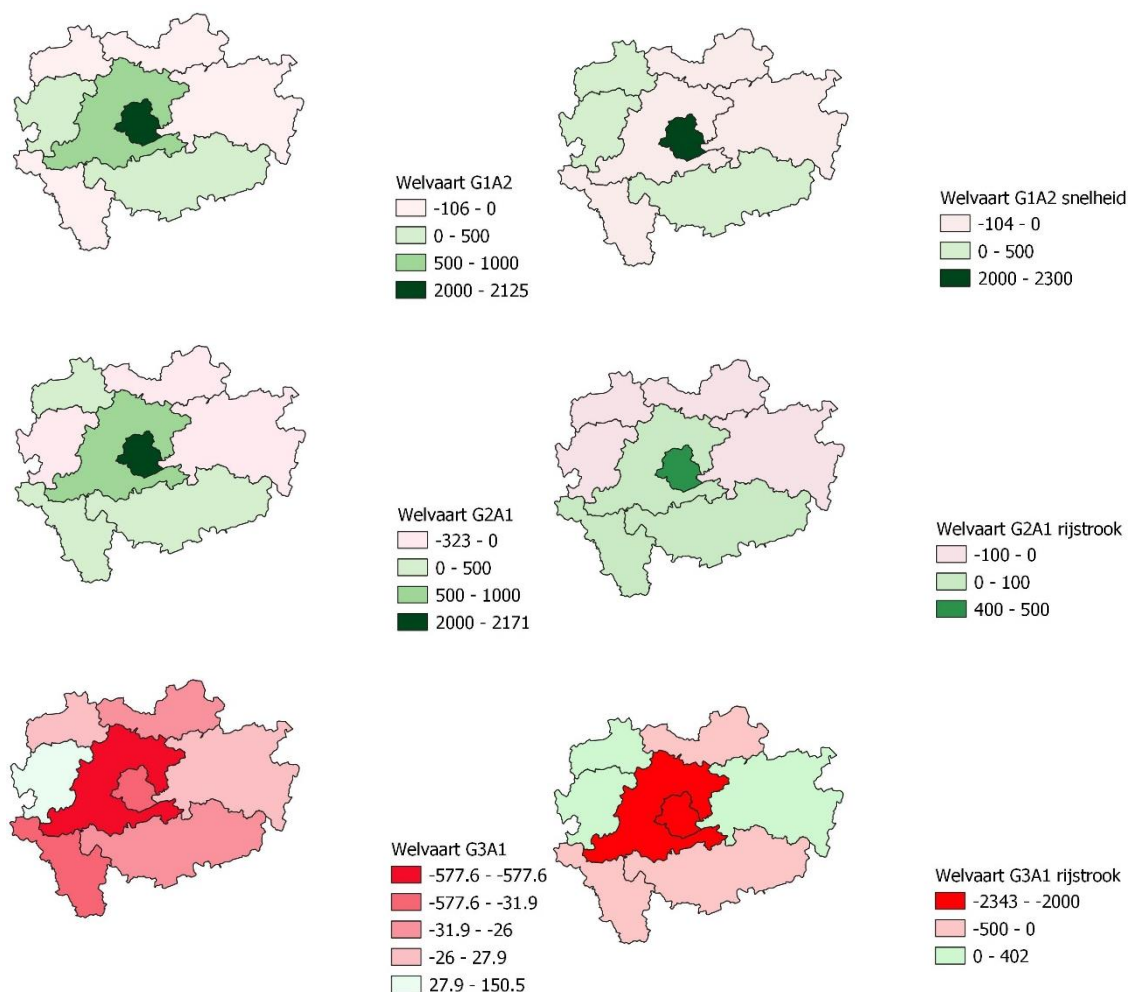 Welvaart G1A2
-106 - 0
0 - 500
500 - 1000
2000 - 2125
Welvaart G1A2 snelheid
-104 - 0
0 - 500
2000 - 2300
Welvaart G2A1
-323 - 0
0 - 500
500 - 1000
2000 - 2171
Welvaart G2A1 rijstrook
-100 - 0
0 - 100
400 - 500
Welvaart G3A1
-577.6 - -577.6
-577.6 - -31.9
-31.9 - -26
-26 - 27.9
27.9 - 150.5
Welvaart G3A1 rijstrook
-2343 - -2000
-500 - 0
0 - 402